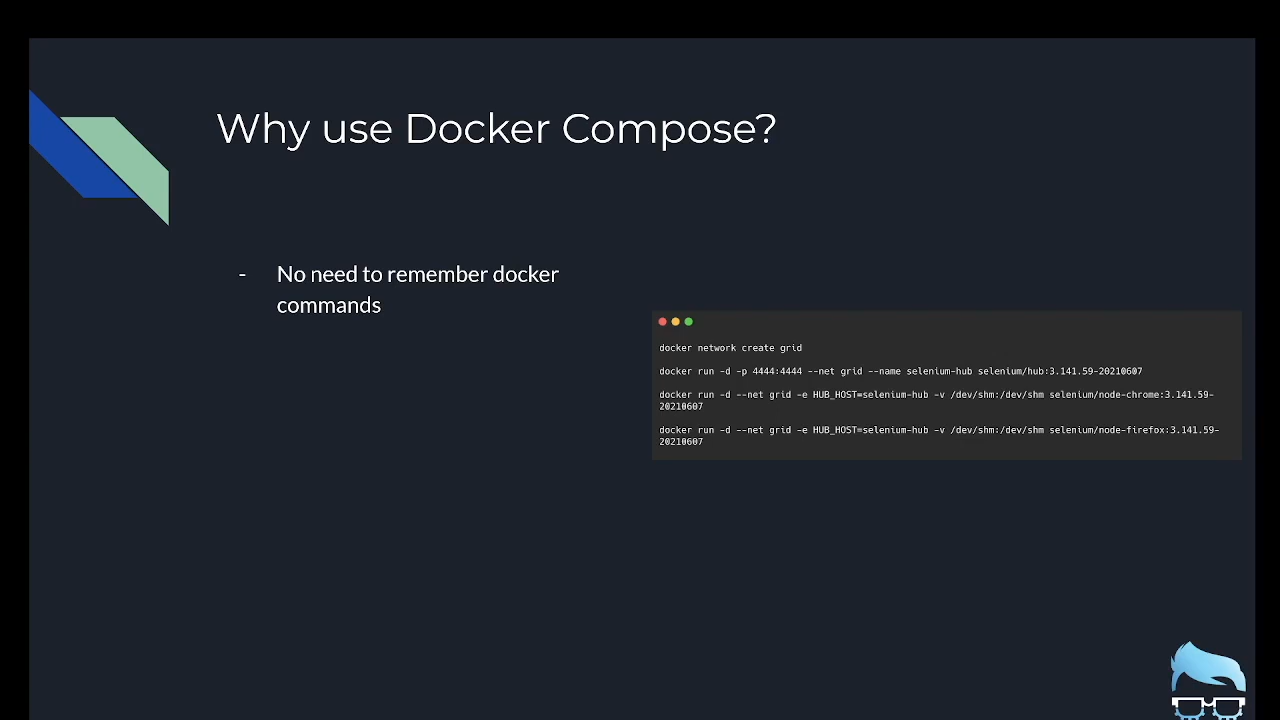 Why use Docker Compose?
- No need to remember docker
commands
docker network create grid
docker run -d -p 4444:4444 --net grid --name selenium-hub selenium/hub:3.141.59-20210607
docker run -d --net grid -e HUB_HOST=selenium-hub -v /dev/shm:/dev/shm selenium/node-chrome:3.141.59-
20210607
docker run -d --net grid -e HUB_HOST=selenium-hub -v /dev/shm:/dev/shm selenium/node-firefox:3.141.59-
20210607